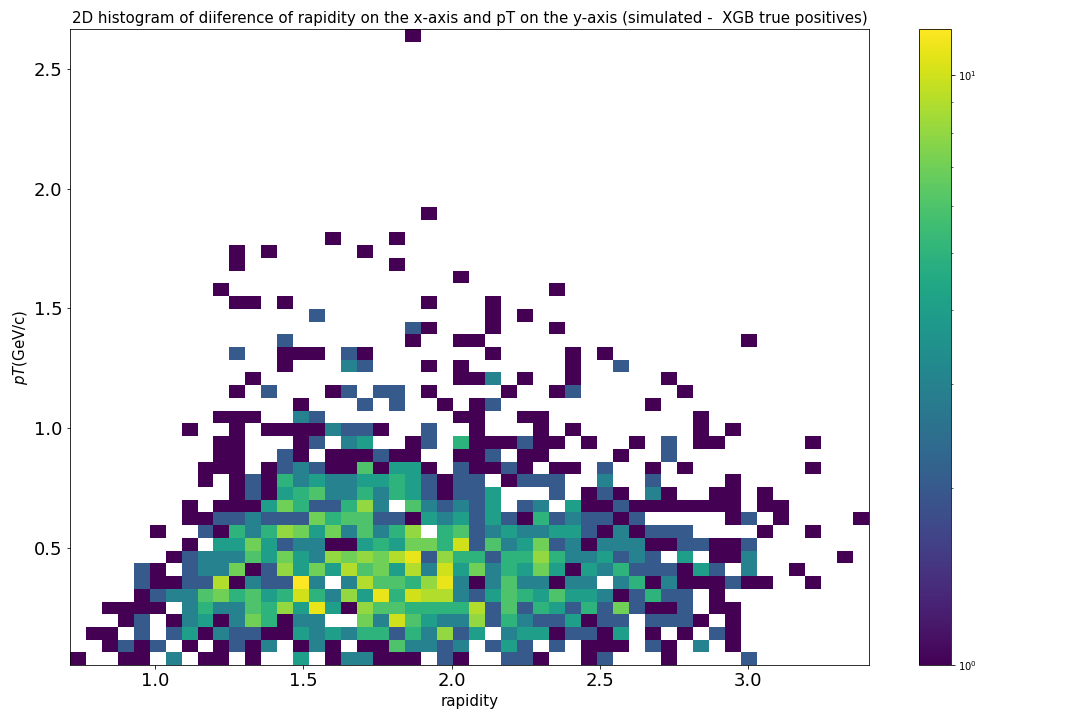 2D histogram of diiference of rapidity on the x-axis and pT on the y-axis (simulated -  XGB true positives)
2.5
2.0
1.5
1.0
0.5
pT(GeV/c)
1.0 1.5 2.0 2.5 3.0
rapidity
10¹
10⁰